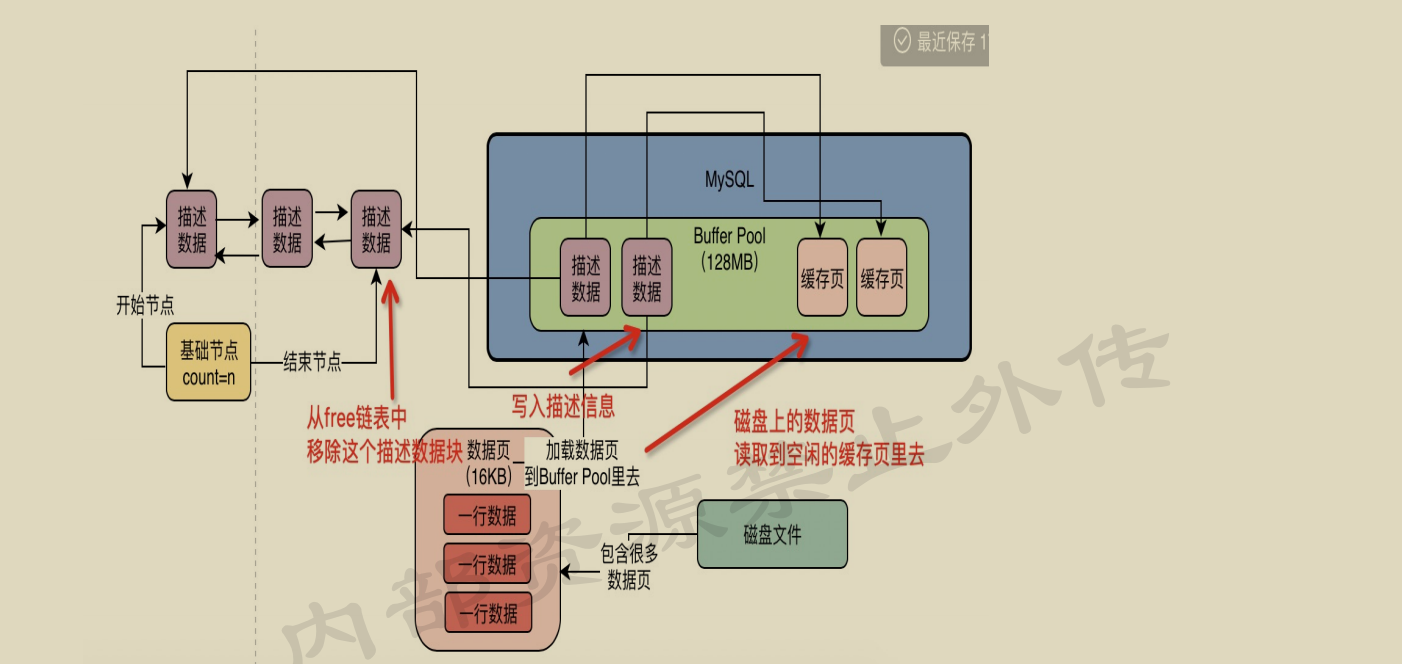 最近保存 1
MySQL
Buffer Pool
(128MB)
描述
数据
描述
数据
描述
数据
描述
数据
描述
数据
缓存页
缓存页
开始节点
基础节点
count=n
结束节点
从free链表中
移除这个描述数据块
写入描述信息
磁盘上的数据页
读取到空闲的缓存页里去
数据页
(16KB)
加载数据页
到Buffer Pool里去
一行数据
一行数据
一行数据
包含很多
数据页
磁盘文件
内部资源禁止外传